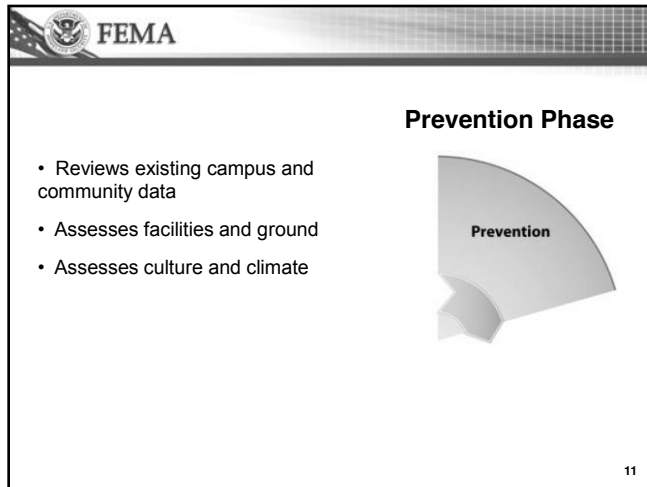 FEMA
Prevention Phase
• Reviews existing campus and
community data
• Assesses facilities and ground
• Assesses culture and climate
Prevention
11